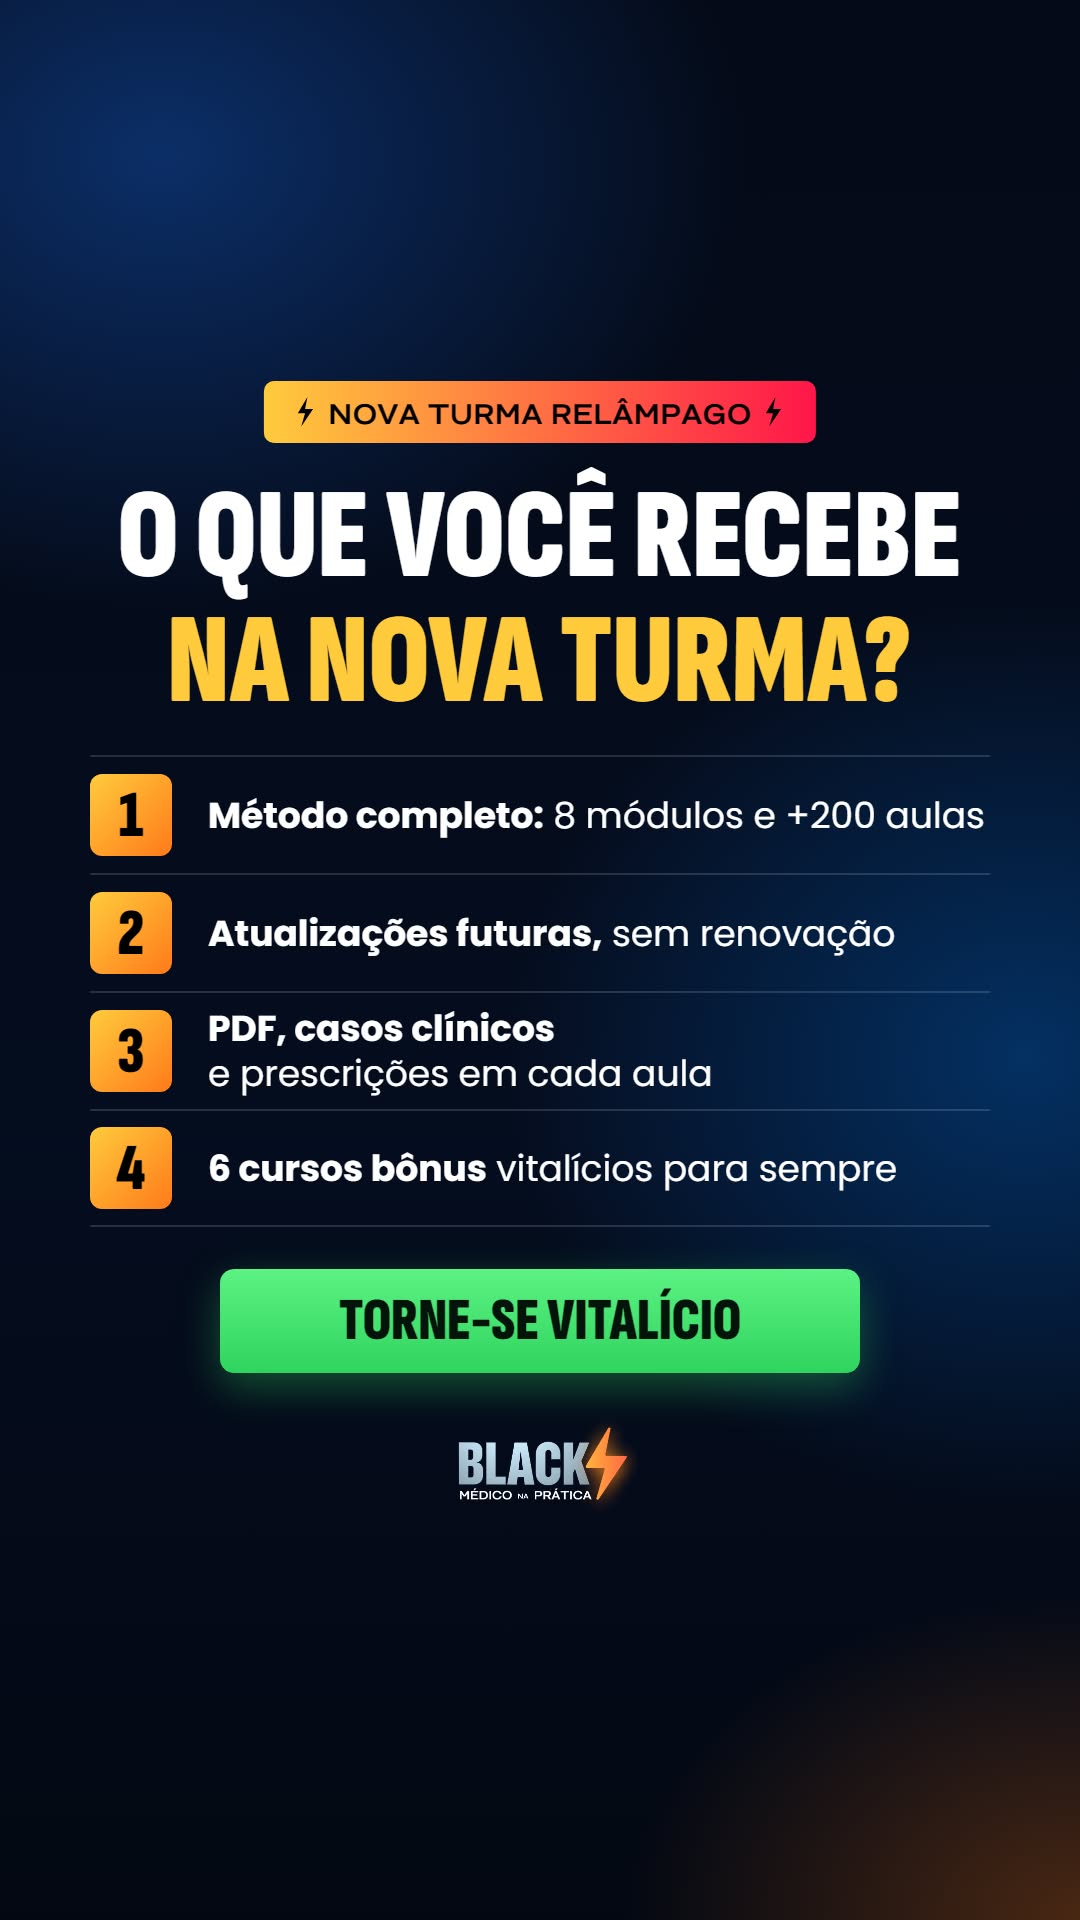 NOVA TURMA RELÂMPAGO
O QUE VOCÊ RECEBE
NA NOVA TURMA?
1
Método completo: 8 módulos e +200 aulas
2
Atualizações futuras, sem renovação
3
PDF, casos clínicos
e prescrições em cada aula
4
6 cursos bônus vitalícios para sempre
TORNE-SE VITALÍCIO
BLACK
MÉDICO NA PRÁTICA